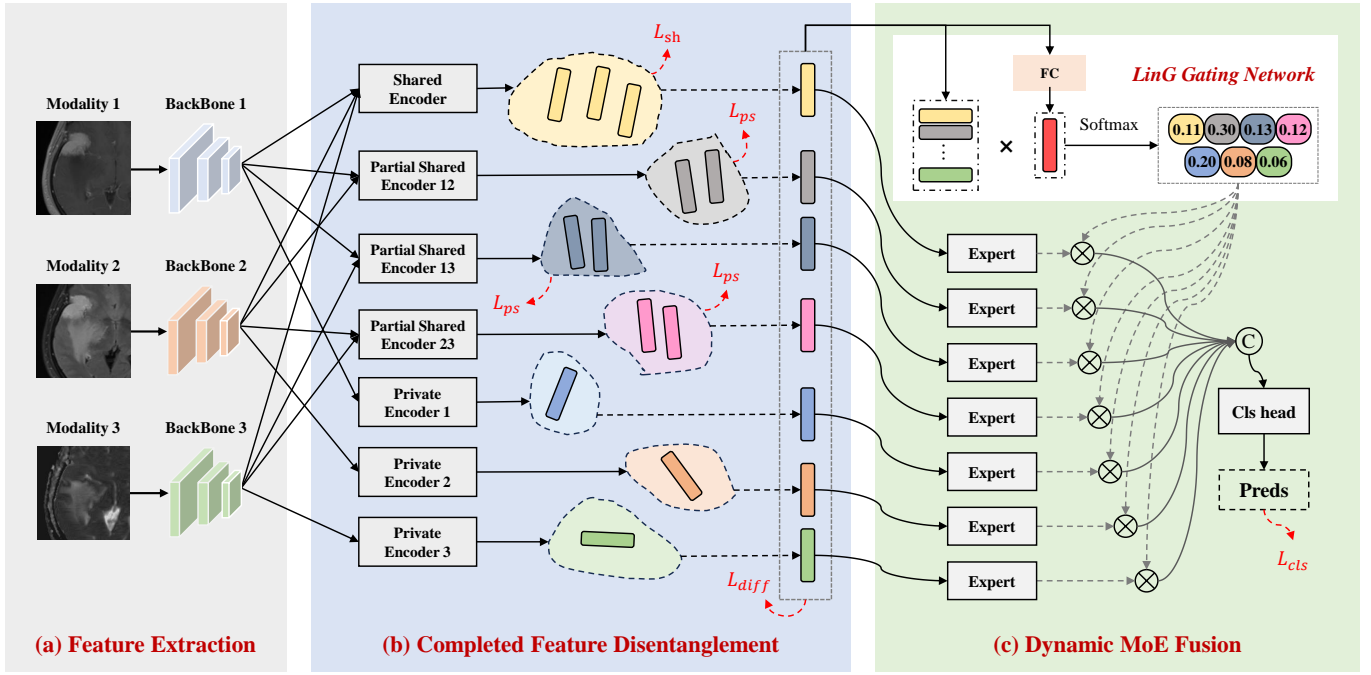 Modality 1
BackBone 1
Modality 2
BackBone 2
Modality 3
BackBone 3
(a) Feature Extraction
Shared
Encoder
Partial Shared
Encoder 12
Partial Shared
Encoder 13
Partial Shared
Encoder 23
Private
Encoder 1
Private
Encoder 2
Private
Encoder 3
L_sh
L_ps
L_ps
L_ps
L_diff
(b) Completed Feature Disentanglement
FC
LinG Gating Network
⋮
×
Softmax
0.11 0.30 0.13 0.12
0.20 0.08 0.06
Expert
Expert
Expert
Expert
Expert
Expert
Expert
C
Cls head
Preds
L_cls
(c) Dynamic MoE Fusion